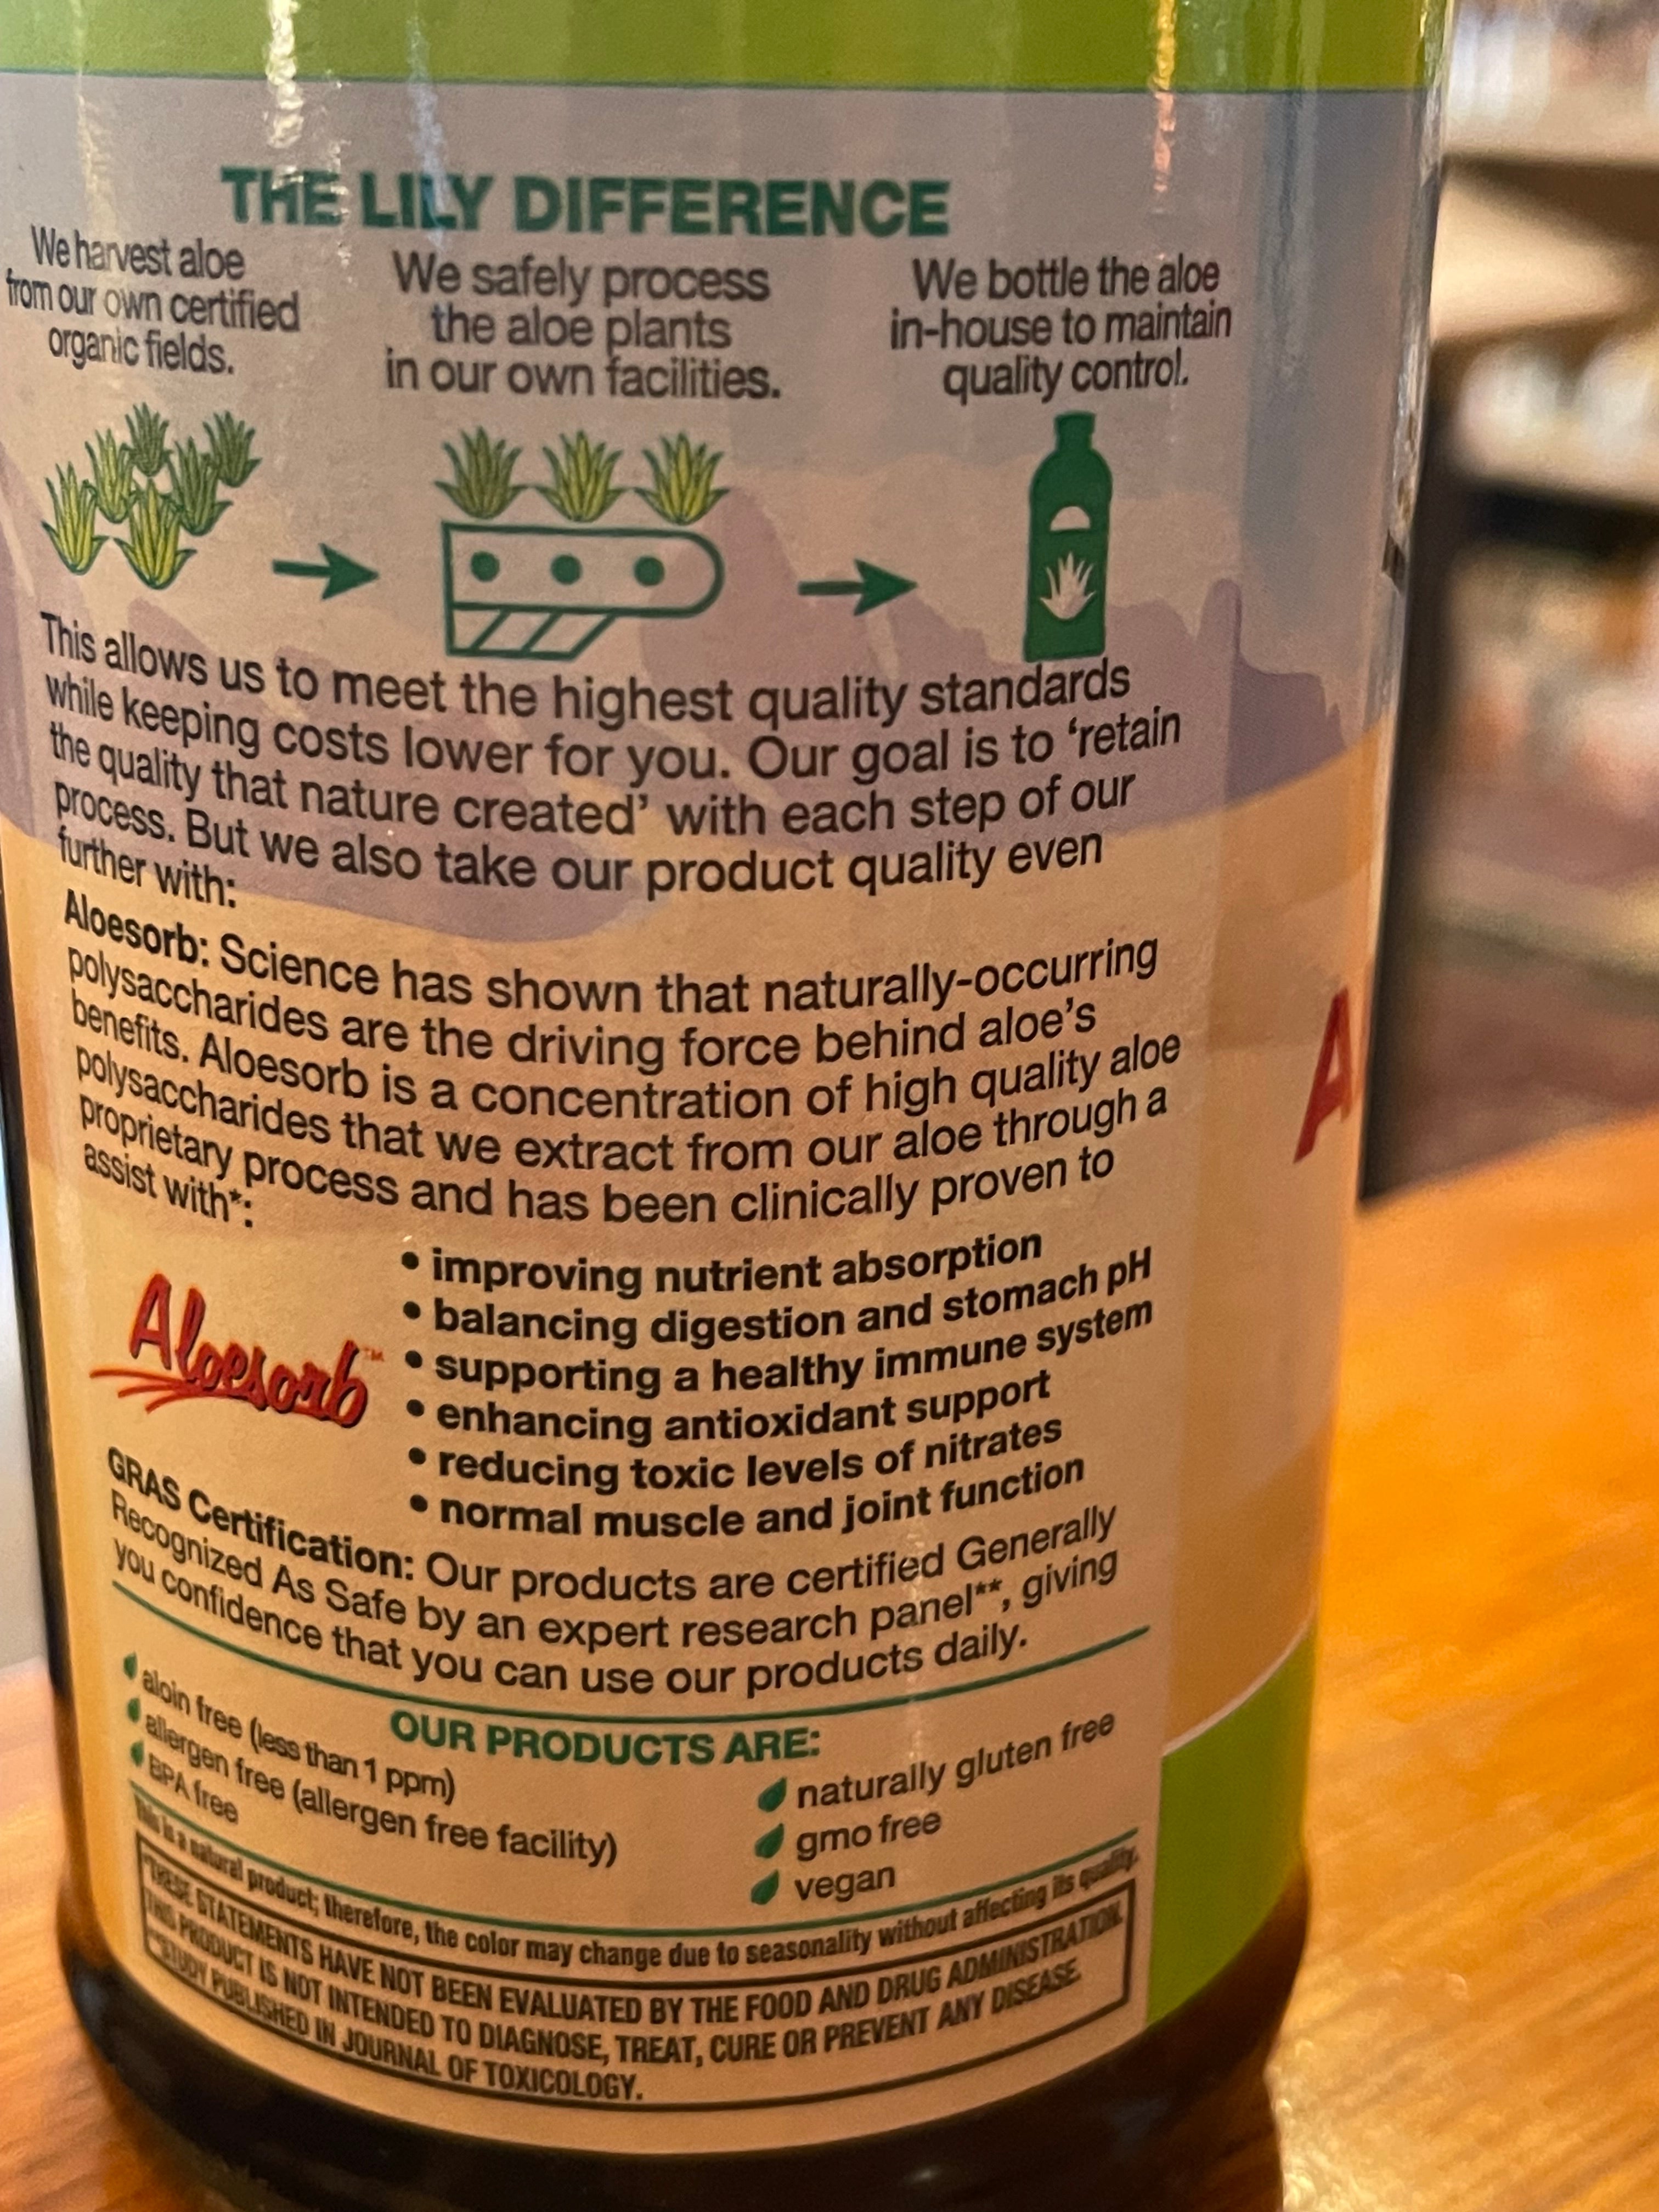 THE LILY DIFFERENCE
We harvest aloe
from our own certified
organic fields.
We safely process
the aloe plants
in our own facilities.
We bottle the aloe
in-house to maintain
quality control.
This allows us to meet the highest quality standards
while keeping costs lower for you. Our goal is to ‘retain
the quality that nature created’ with each step of our
process. But we also take our product quality even
further with:
Aloesorb: Science has shown that naturally-occurring
polysaccharides are the driving force behind aloe’s
benefits. Aloesorb is a concentration of high quality aloe
polysaccharides that we extract from our aloe through a
proprietary process and has been clinically proven to
assist with*:
Aloesorb™
• improving nutrient absorption
• balancing digestion and stomach pH
• supporting a healthy immune system
• enhancing antioxidant support
• reducing toxic levels of nitrates
• normal muscle and joint function
GRAS Certification: Our products are certified Generally
Recognized As Safe by an expert research panel**, giving
you confidence that you can use our products daily.
OUR PRODUCTS ARE:
aloin free (less than 1 ppm)
allergen free (allergen free facility)
BPA free
naturally gluten free
gmo free
vegan
This is a natural product; therefore, the color may change due to seasonality without affecting its quality.
*THESE STATEMENTS HAVE NOT BEEN EVALUATED BY THE FOOD AND DRUG ADMINISTRATION.
THIS PRODUCT IS NOT INTENDED TO DIAGNOSE, TREAT, CURE OR PREVENT ANY DISEASE.
**STUDY PUBLISHED IN JOURNAL OF TOXICOLOGY.
A